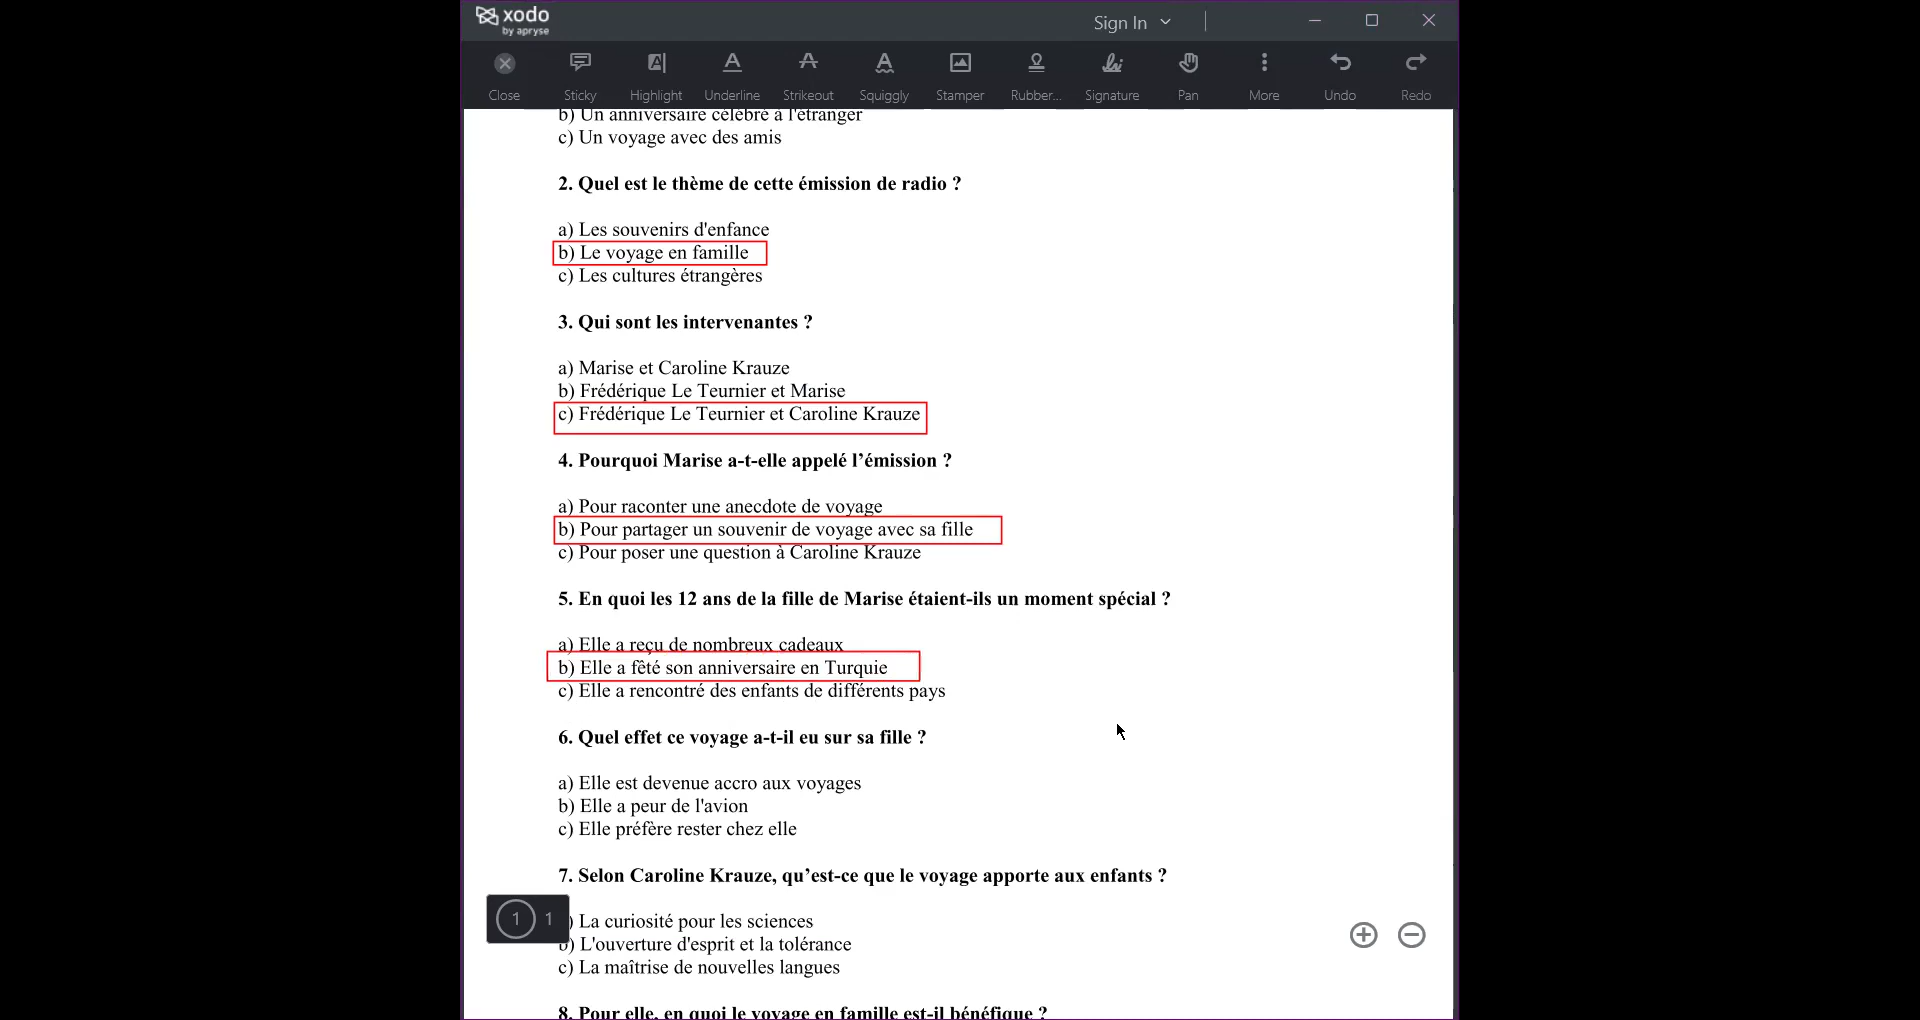 xodo
by apryse
Sign In
Close
Sticky
Highlight
Underline
Strikeout
Squiggly
Stamper
Rubber...
Signature
Pan
More
Undo
Redo
b) Un anniversaire célébré à l'étranger
c) Un voyage avec des amis
2. Quel est le thème de cette émission de radio ?
a) Les souvenirs d'enfance
b) Le voyage en famille
c) Les cultures étrangères
3. Qui sont les intervenantes ?
a) Marise et Caroline Krauze
b) Frédérique Le Teurnier et Marise
c) Frédérique Le Teurnier et Caroline Krauze
4. Pourquoi Marise a-t-elle appelé l’émission ?
a) Pour raconter une anecdote de voyage
b) Pour partager un souvenir de voyage avec sa fille
c) Pour poser une question à Caroline Krauze
5. En quoi les 12 ans de la fille de Marise étaient-ils un moment spécial ?
a) Elle a reçu de nombreux cadeaux
b) Elle a fêté son anniversaire en Turquie
c) Elle a rencontré des enfants de différents pays
6. Quel effet ce voyage a-t-il eu sur sa fille ?
a) Elle est devenue accro aux voyages
b) Elle a peur de l'avion
c) Elle préfère rester chez elle
7. Selon Caroline Krauze, qu’est-ce que le voyage apporte aux enfants ?
) La curiosité pour les sciences
b) L'ouverture d'esprit et la tolérance
c) La maîtrise de nouvelles langues
1 1
8. Pour elle, en quoi le voyage en famille est-il bénéfique ?